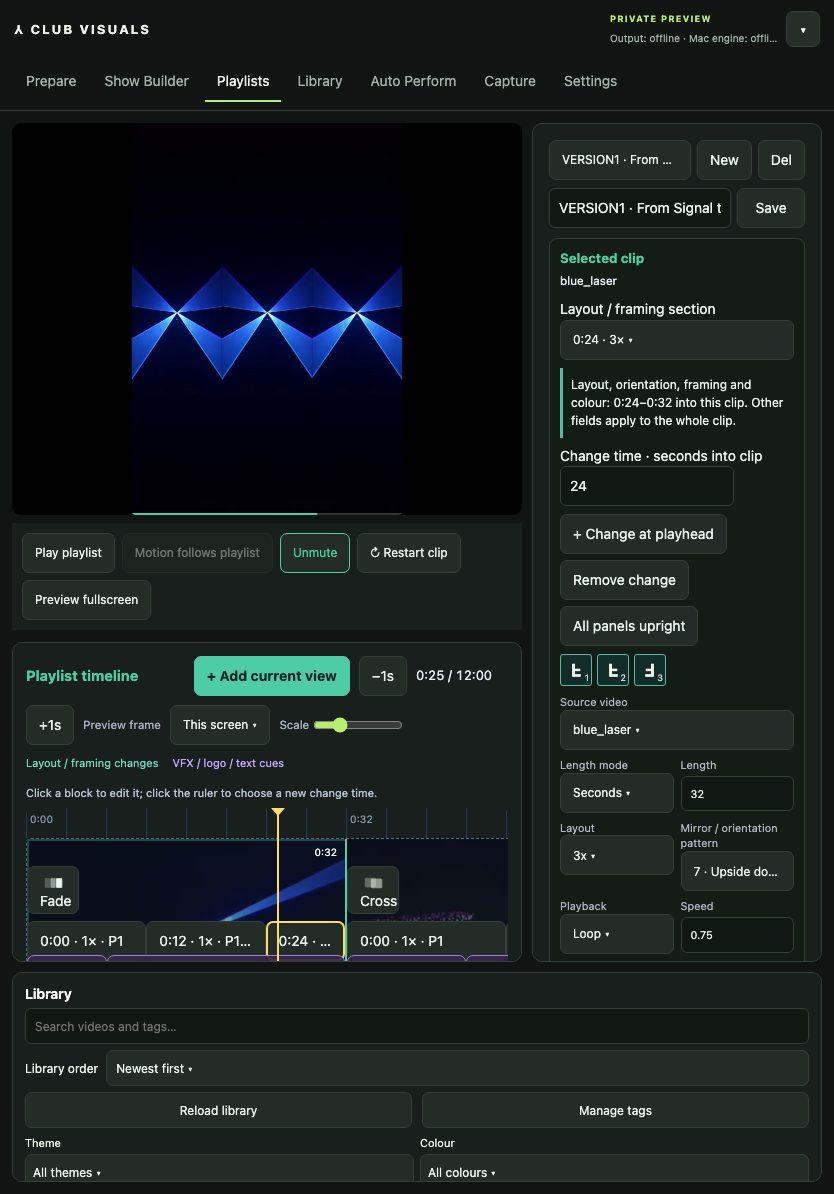 CLUB VISUALS
PRIVATE PREVIEW
Output: offline · Mac engine: offli...
Prepare
Show Builder
Playlists
Library
Auto Perform
Capture
Settings
Play playlist
Motion follows playlist
Unmute
↻ Restart clip
Preview fullscreen
Playlist timeline
+ Add current view
−1s
0:25 / 12:00
+1s
Preview frame
This screen
Scale
Layout / framing changes
VFX / logo / text cues
Click a block to edit it; click the ruler to choose a new change time.
0:00
0:32
0:32
Fade
Cross
0:00 · 1× · P1
0:12 · 1× · P1...
0:24 · ...
0:00 · 1× · P1
VERSION1 · From ...
New
Del
VERSION1 · From Signal t
Save
Selected clip
blue_laser
Layout / framing section
0:24 · 3×
Layout, orientation, framing and
colour: 0:24–0:32 into this clip. Other
fields apply to the whole clip.
Change time · seconds into clip
24
+ Change at playhead
Remove change
All panels upright
1
2
3
Source video
blue_laser
Length mode
Length
Seconds
32
Layout
Mirror / orientation
pattern
3×
7 · Upside do...
Playback
Speed
Loop
0.75
Library
Search videos and tags...
Library order
Newest first
Reload library
Manage tags
Theme
Colour
All themes
All colours